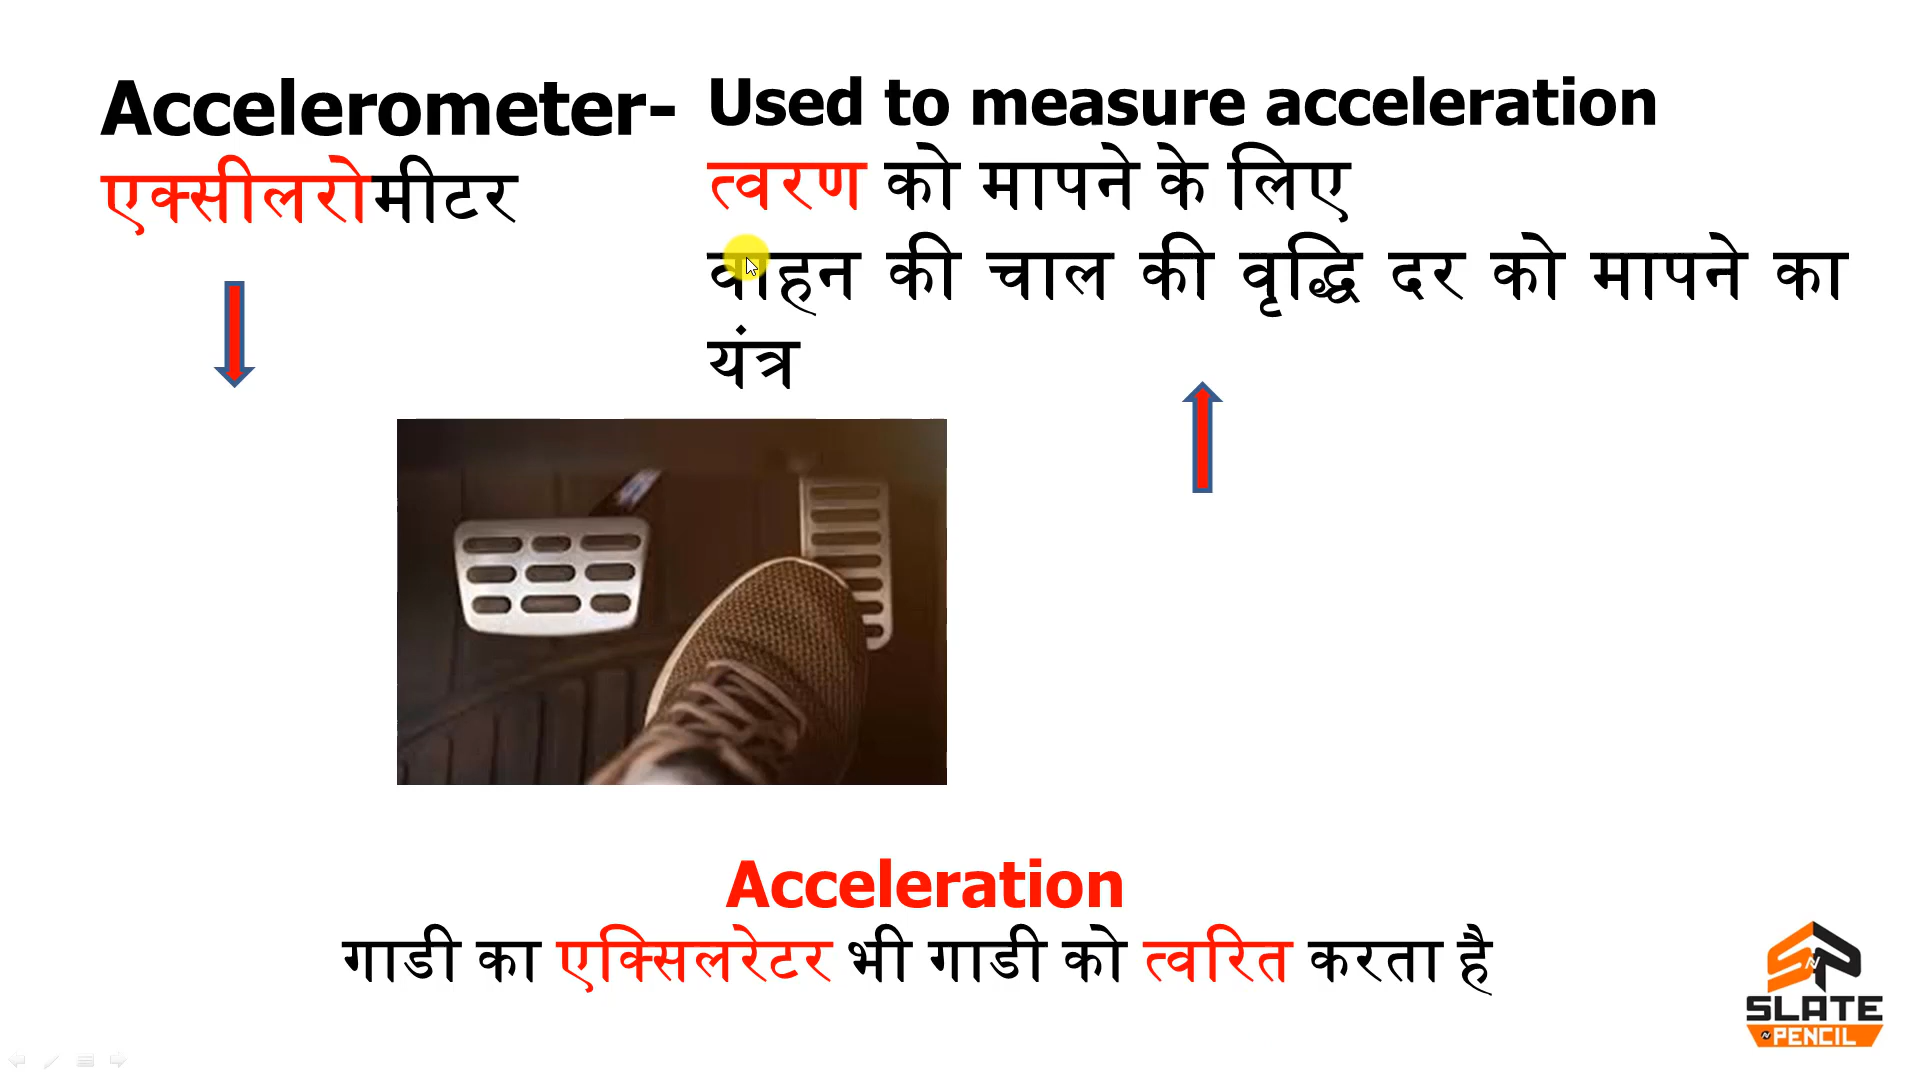 Accelerometer-
एक्सीलरोमीटर
Used to measure acceleration
त्वरण को मापने के लिए
वाहन की चाल की वृद्धि दर को मापने का
यंत्र
Acceleration
गाडी का एक्सिलरेटर भी गाडी को त्वरित करता है
SNP
SLATE
N PENCIL